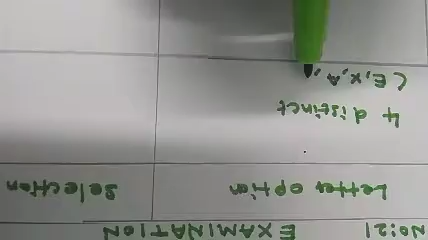 NO:21 EXAMINATION
Letter option selection
4 distinct
(E,X,A,